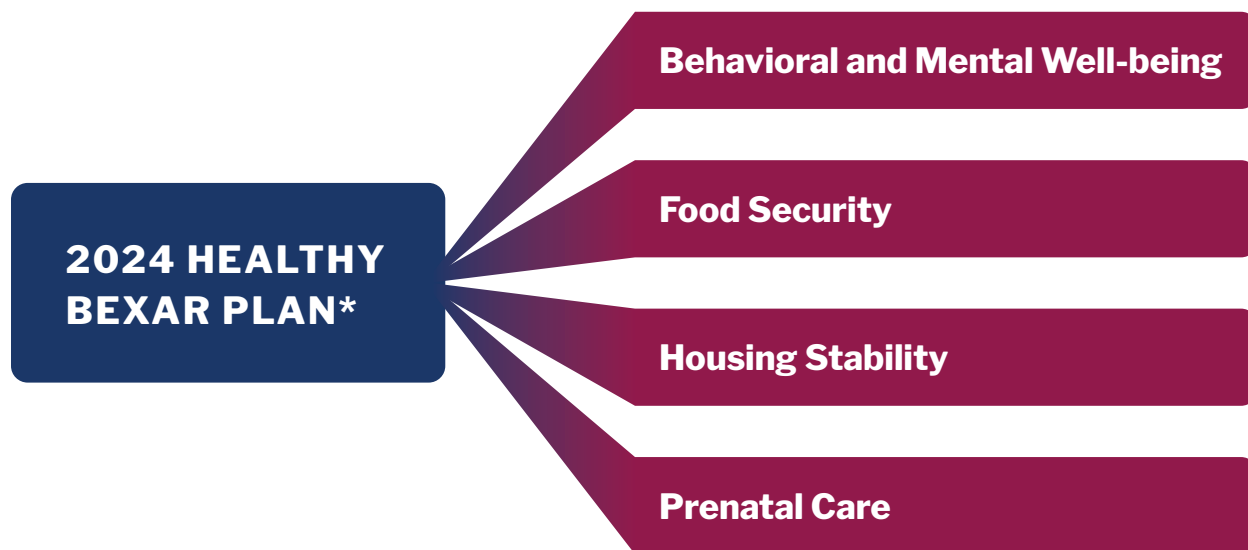 2024 HEALTHY
BEXAR PLAN*
Behavioral and Mental Well-being
Food Security
Housing Stability
Prenatal Care